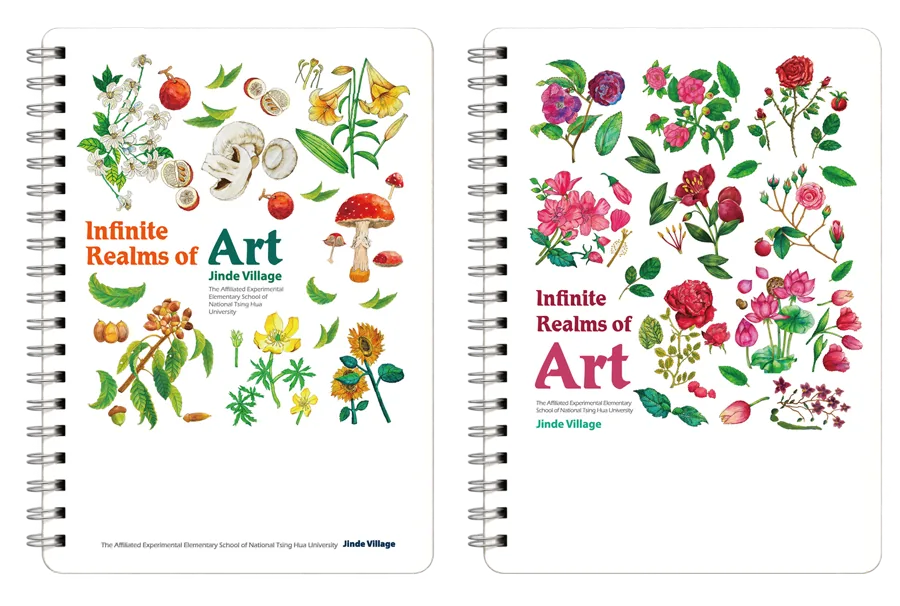 Infinite
Realms of Art
Jinde Village
The Affiliated Experimental
Elementary School of
National Tsing Hua
University
The Affiliated Experimental Elementary School of National Tsing Hua University Jinde Village
Infinite
Realms of
Art
The Affiliated Experimental Elementary
School of National Tsing Hua University
Jinde Village